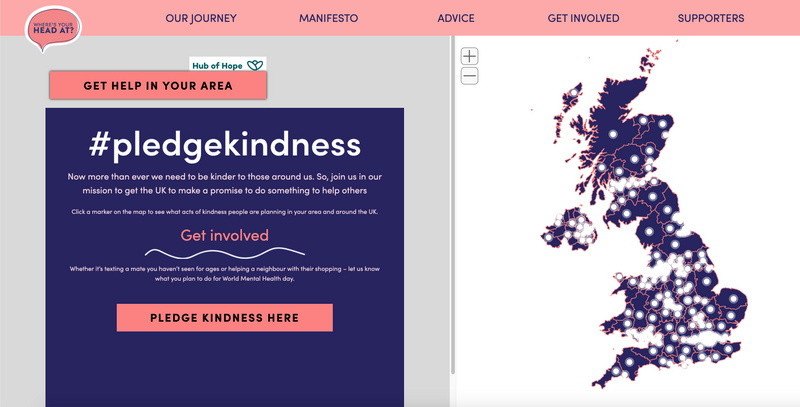 WHERE'S YOUR
HEAD AT?
OUR JOURNEY
MANIFESTO
ADVICE
GET INVOLVED
SUPPORTERS
Hub of Hope
GET HELP IN YOUR AREA
#pledgekindness
Now more than ever we need to be kinder to those around us. So, join us in our
mission to get the UK to make a promise to do something to help others
Click a marker on the map to see what acts of kindness people are planning in your area and around the UK.
Get involved
Whether it's texting a mate you haven't seen for ages or helping a neighbour with their shopping – let us know
what you plan to do for World Mental Health day.
PLEDGE KINDNESS HERE
+
−